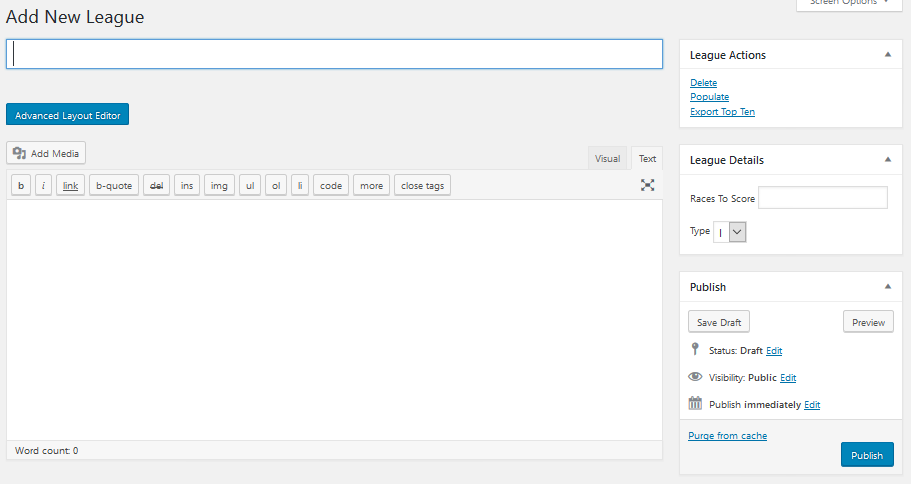 Screen Options
Add New League
League Actions
Delete
Populate
Export Top Ten
Advanced Layout Editor
Add Media
Visual Text
b i link b-quote del ins img ul ol li code more close tags
League Details
Races To Score
Type I
Publish
Save Draft Preview
Status: Draft Edit
Visibility: Public Edit
Publish immediately Edit
Purge from cache
Publish
Word count: 0